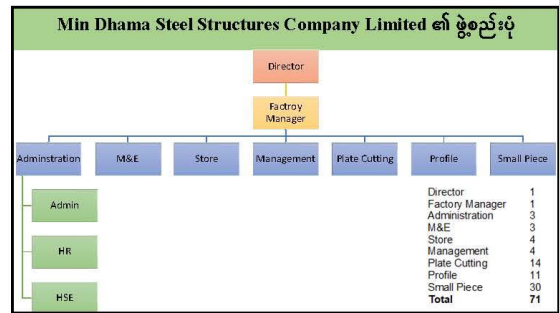 Min Dhama Steel Structures Company Limited ၏ ဖွဲ့စည်းပုံ
Director
Factroy
Manager
Adminstration
M&E
Store
Management
Plate Cutting
Profile
Small Piece
Admin
HR
HSE
Director 1
Factory Manager 1
Administration 3
M&E 3
Store 4
Management 4
Plate Cutting 14
Profile 11
Small Piece 30
Total 71